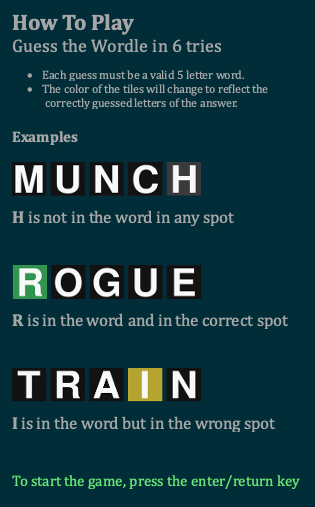 How To Play
Guess the Wordle in 6 tries
• Each guess must be a valid 5 letter word.
• The color of the tiles will change to reflect the
correctly guessed letters of the answer.
Examples
MUNCH
H is not in the word in any spot
ROGUE
R is in the word and in the correct spot
TRAIN
I is in the word but in the wrong spot
To start the game, press the enter/return key